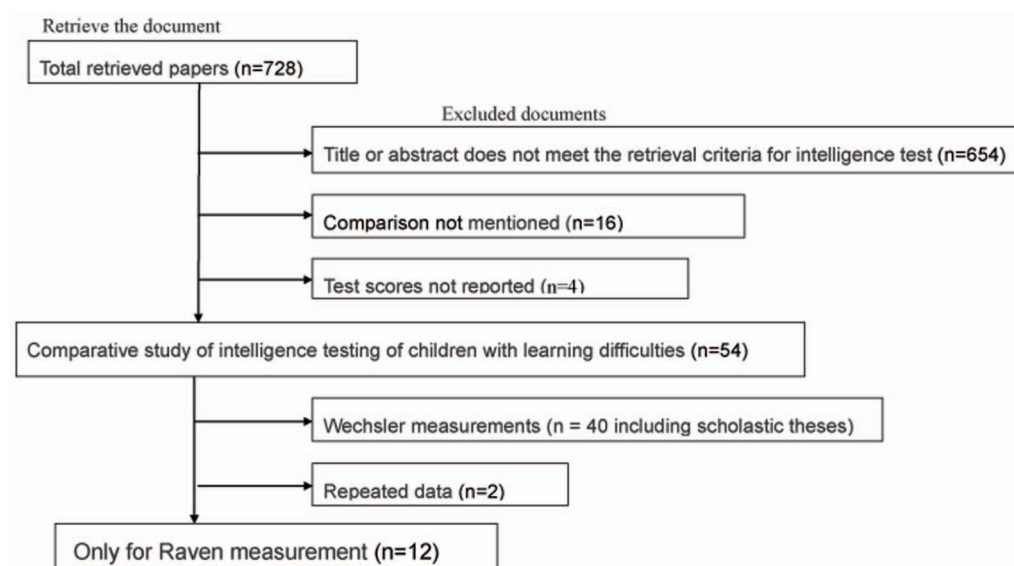 Retrieve the document
Total retrieved papers (n=728)
Excluded documents
Title or abstract does not meet the retrieval criteria for intelligence test (n=654)
Comparison not mentioned (n=16)
Test scores not reported (n=4)
Comparative study of intelligence testing of children with learning difficulties (n=54)
Wechsler measurements (n = 40 including scholastic theses)
Repeated data (n=2)
Only for Raven measurement (n=12)